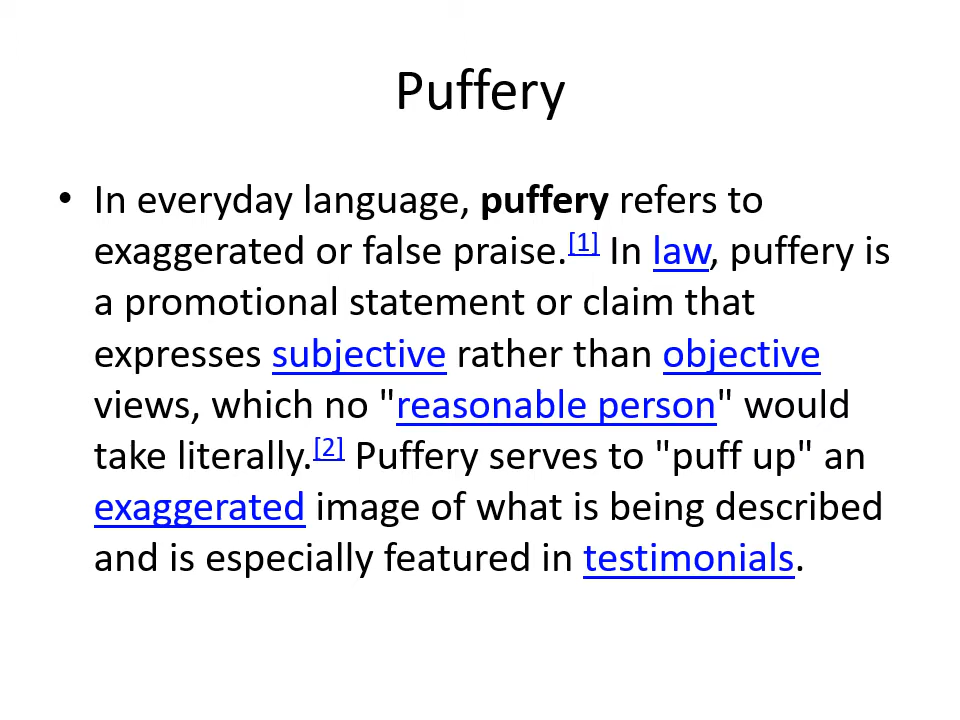 Puffery
• In everyday language, puffery refers to
exaggerated or false praise.[1] In law, puffery is
a promotional statement or claim that
expresses subjective rather than objective
views, which no "reasonable person" would
take literally.[2] Puffery serves to "puff up" an
exaggerated image of what is being described
and is especially featured in testimonials.